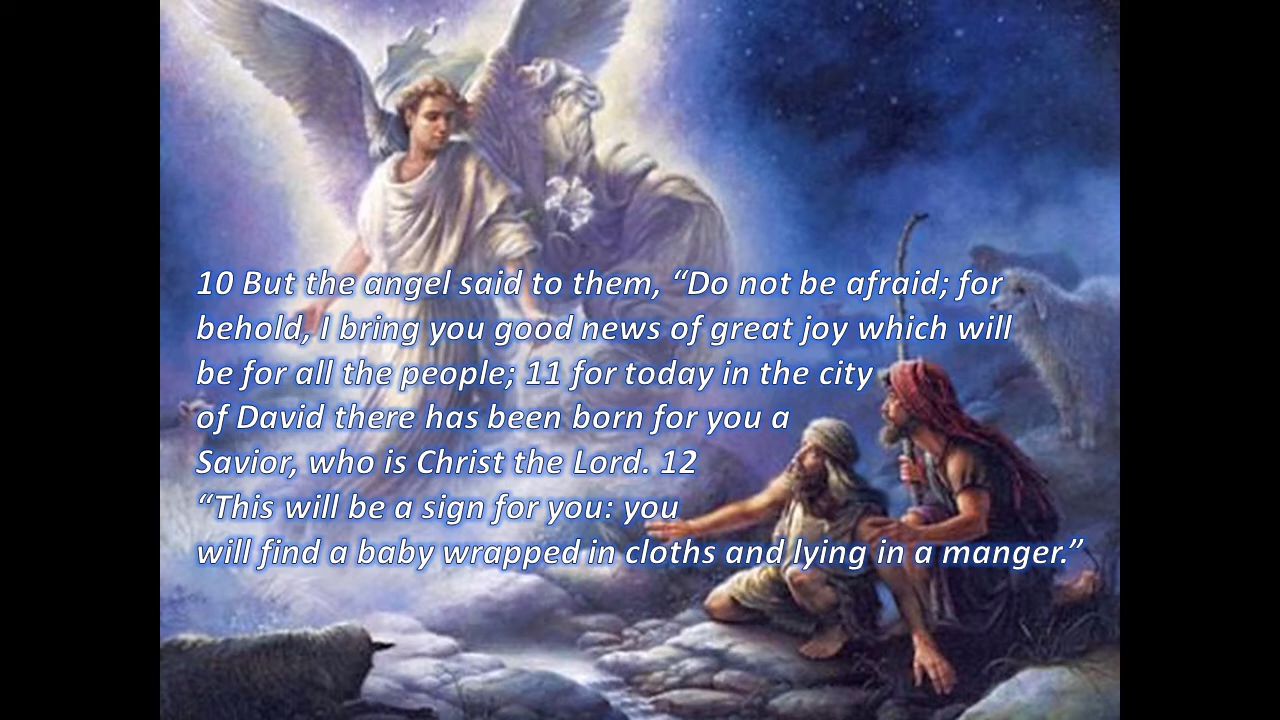 10 But the angel said to them, “Do not be afraid; for
behold, I bring you good news of great joy which will
be for all the people; 11 for today in the city
of David there has been born for you a
Savior, who is Christ the Lord. 12
“This will be a sign for you: you
will find a baby wrapped in cloths and lying in a manger.”